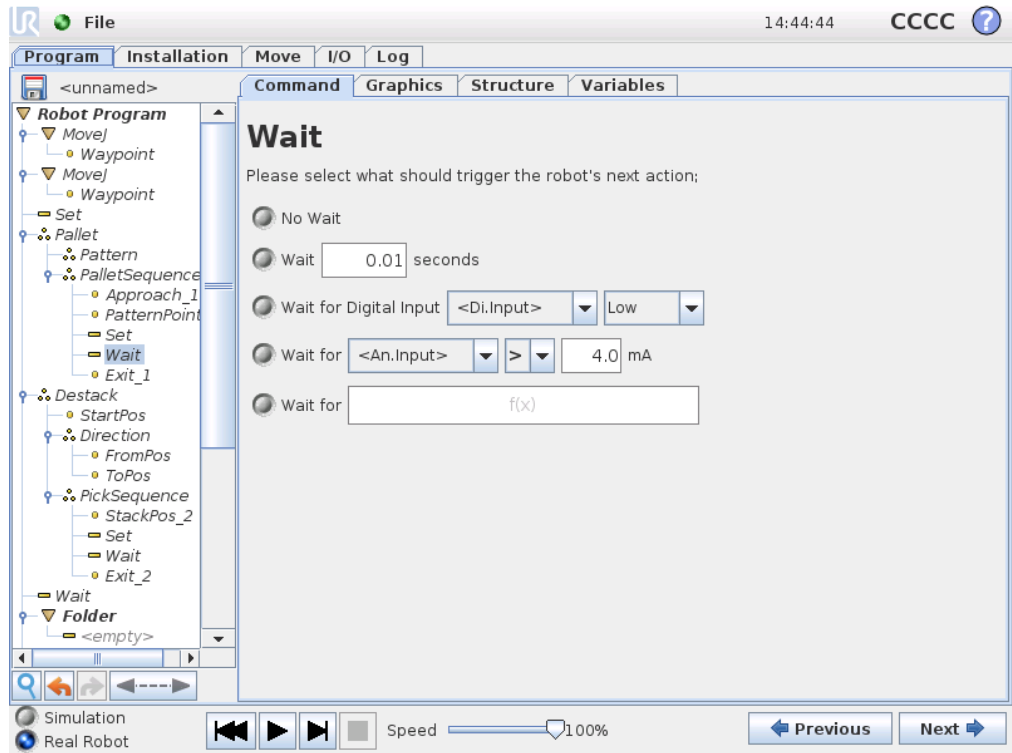 UR File 14:44:44 CCCC ?
Program Installation Move I/O Log
<unnamed> Command Graphics Structure Variables
Robot Program
MoveJ
Waypoint
MoveJ
Waypoint
Set
Pallet
Pattern
PalletSequence
Approach_1
PatternPoint
Set
Wait
Exit_1
Destack
StartPos
Direction
FromPos
ToPos
PickSequence
StackPos_2
Set
Wait
Exit_2
Wait
Folder
<empty>
Wait
Please select what should trigger the robot's next action;
No Wait
Wait 0.01 seconds
Wait for Digital Input <Di.Input> Low
Wait for <An.Input> > 4.0 mA
Wait for f(x)
Simulation
Real Robot
Speed 100%
Previous Next